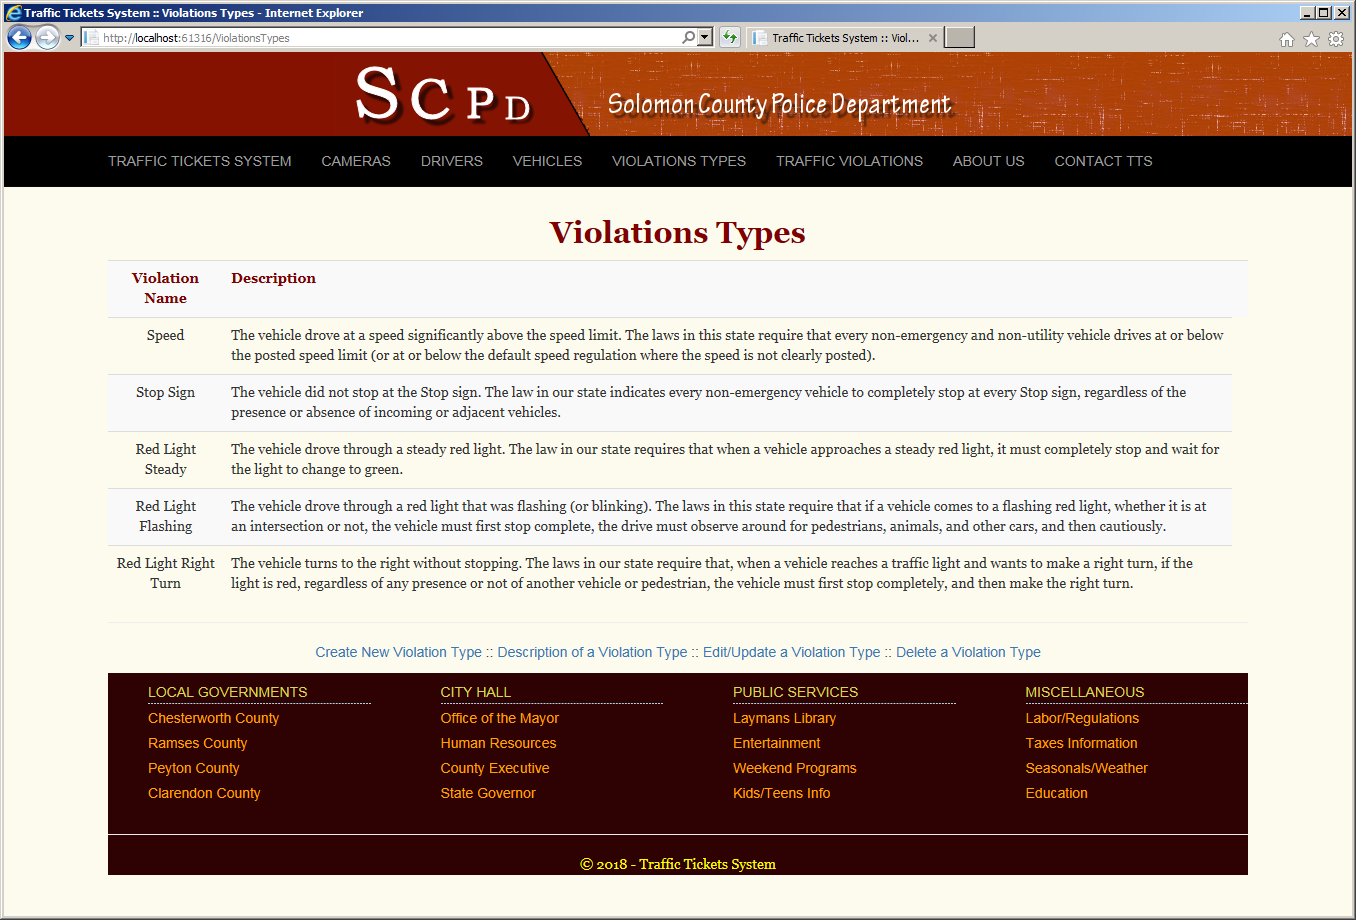 Traffic Tickets System :: Violations Types - Internet Explorer
http://localhost:61316/ViolationsTypes
Traffic Tickets System :: Viol...
SCPD
Solomon County Police Department
TRAFFIC TICKETS SYSTEM CAMERAS DRIVERS VEHICLES VIOLATIONS TYPES TRAFFIC VIOLATIONS ABOUT US CONTACT TTS
Violations Types
Violation Name
Description
Speed
The vehicle drove at a speed significantly above the speed limit. The laws in this state require that every non-emergency and non-utility vehicle drives at or below
the posted speed limit (or at or below the default speed regulation where the speed is not clearly posted).
Stop Sign
The vehicle did not stop at the Stop sign. The law in our state indicates every non-emergency vehicle to completely stop at every Stop sign, regardless of the
presence or absence of incoming or adjacent vehicles.
Red Light
Steady
The vehicle drove through a steady red light. The law in our state requires that when a vehicle approaches a steady red light, it must completely stop and wait for
the light to change to green.
Red Light
Flashing
The vehicle drove through a red light that was flashing (or blinking). The laws in this state require that if a vehicle comes to a flashing red light, whether it is at
an intersection or not, the vehicle must first stop complete, the drive must observe around for pedestrians, animals, and other cars, and then cautiously.
Red Light Right
Turn
The vehicle turns to the right without stopping. The laws in our state require that, when a vehicle reaches a traffic light and wants to make a right turn, if the
light is red, regardless of any presence or not of another vehicle or pedestrian, the vehicle must first stop completely, and then make the right turn.
Create New Violation Type :: Description of a Violation Type :: Edit/Update a Violation Type :: Delete a Violation Type
LOCAL GOVERNMENTS
Chesterworth County
Ramses County
Peyton County
Clarendon County
CITY HALL
Office of the Mayor
Human Resources
County Executive
State Governor
PUBLIC SERVICES
Laymans Library
Entertainment
Weekend Programs
Kids/Teens Info
MISCELLANEOUS
Labor/Regulations
Taxes Information
Seasonals/Weather
Education
© 2018 - Traffic Tickets System